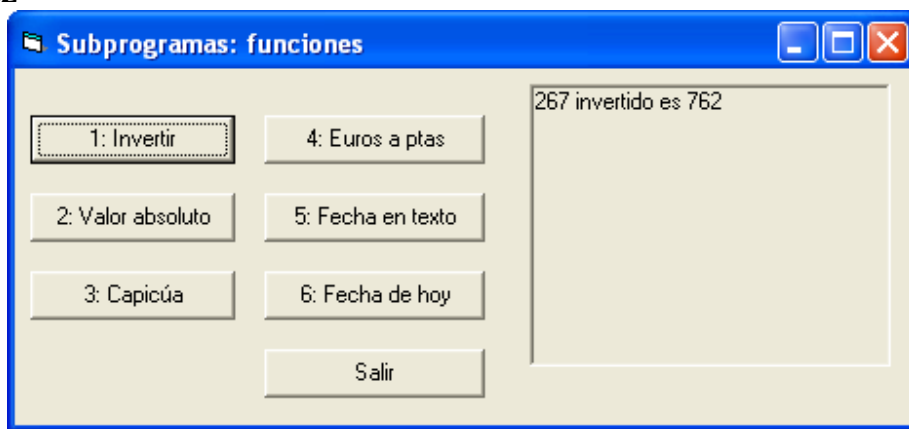 Subprogramas: funciones
267 invertido es 762
1: Invertir
4: Euros a ptas
2: Valor absoluto
5: Fecha en texto
3: Capicúa
6: Fecha de hoy
Salir